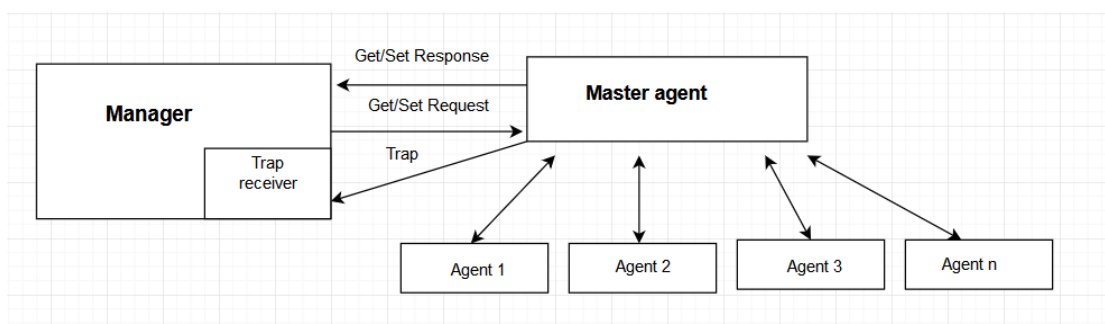 Get/Set Response
Manager
Master agent
Get/Set Request
Trap
Trap
receiver
Agent 1
Agent 2
Agent 3
Agent n